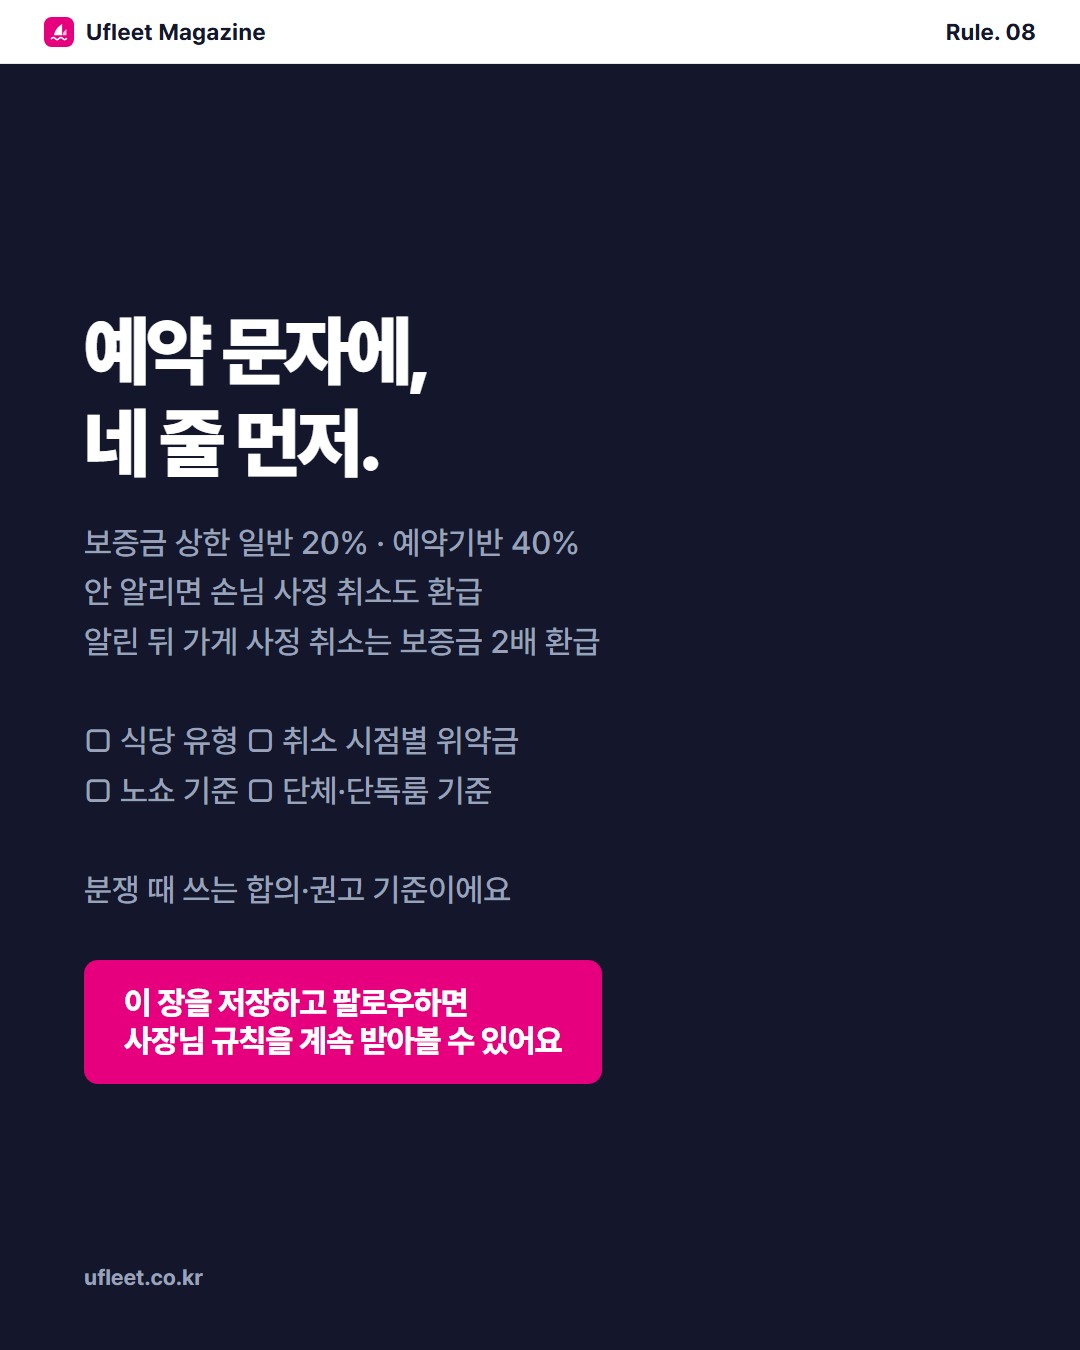 Ufleet Magazine
Rule. 08
예약 문자에,
네 줄 먼저.
보증금 상한 일반 20% · 예약기반 40%
안 알리면 손님 사정 취소도 환급
알린 뒤 가게 사정 취소는 보증금 2배 환급
▢ 식당 유형 ▢ 취소 시점별 위약금
▢ 노쇼 기준 ▢ 단체·단독룸 기준
분쟁 때 쓰는 합의·권고 기준이에요
이 장을 저장하고 팔로우하면
사장님 규칙을 계속 받아볼 수 있어요
ufleet.co.kr